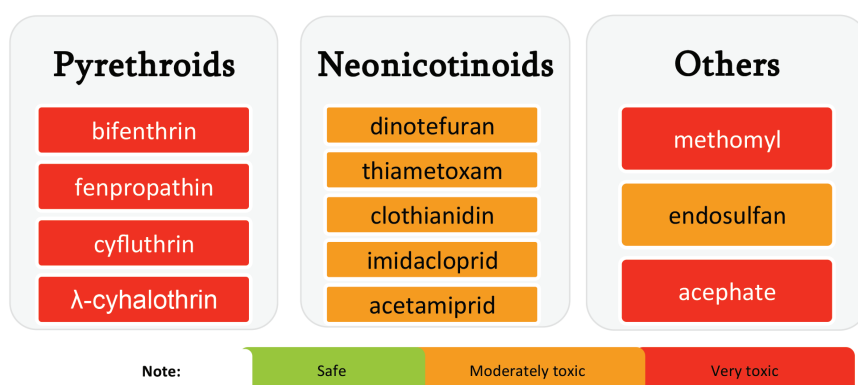 Pyrethroids
bifenthrin
fenpropathin
cyfluthrin
λ-cyhalothrin
Neonicotinoids
dinotefuran
thiametoxam
clothianidin
imidacloprid
acetamiprid
Others
methomyl
endosulfan
acephate
Note: Safe Moderately toxic Very toxic